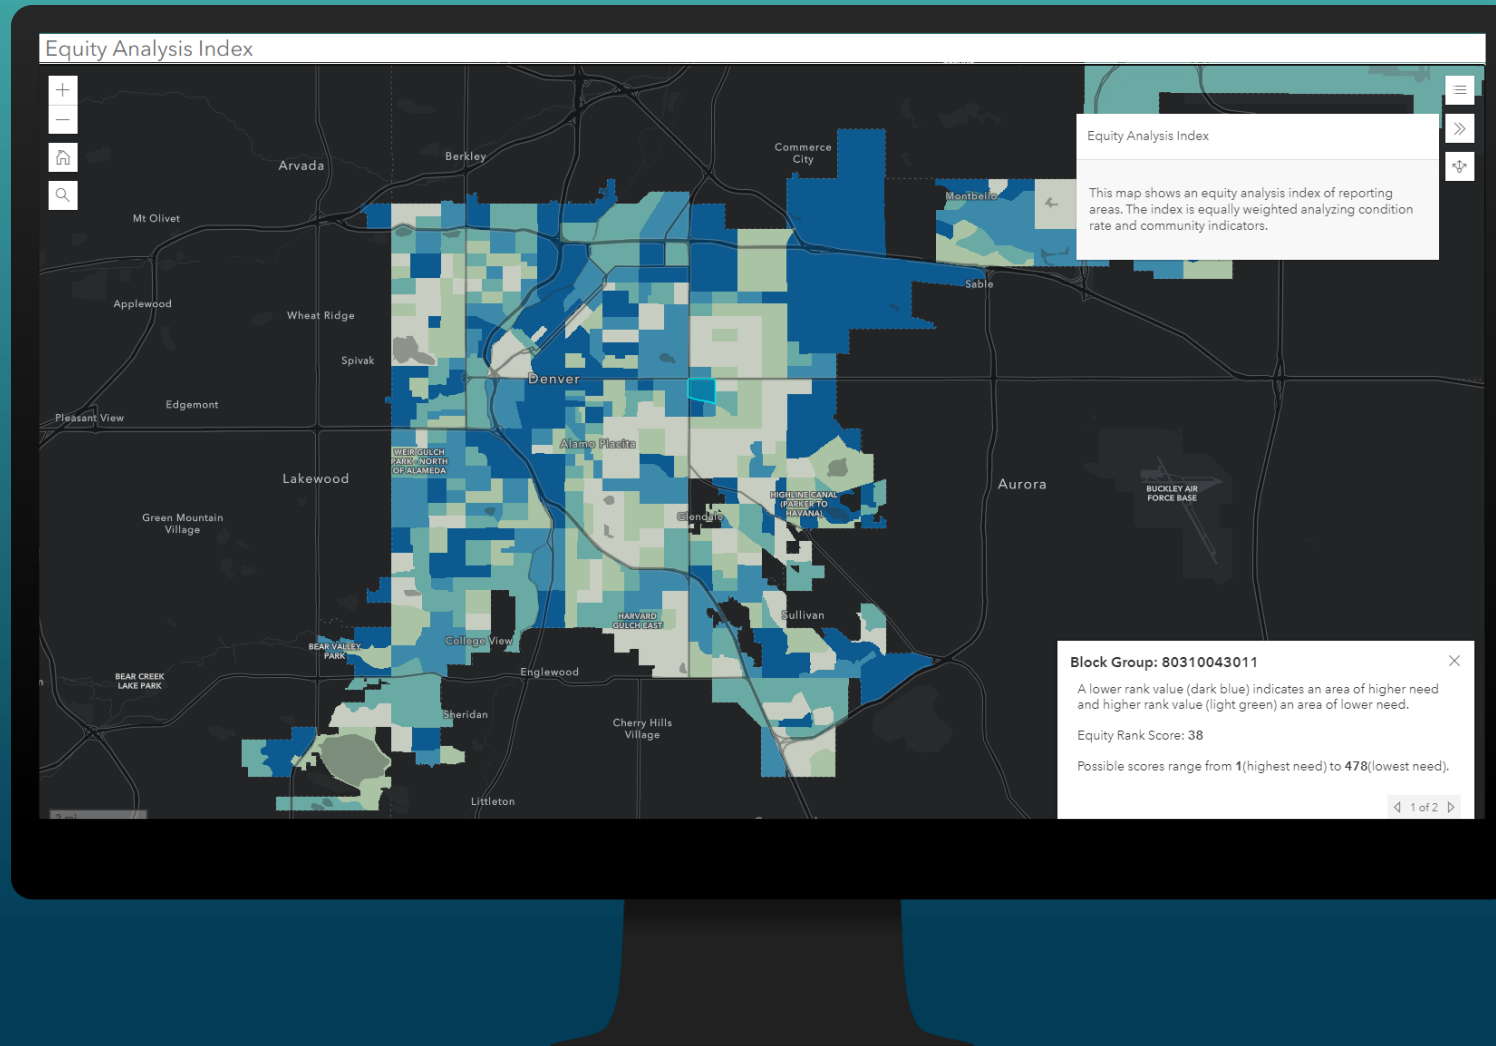 Equity Analysis Index
Commerce
City
Berkley
Arvada
Equity Analysis Index
This map shows an equity analysis index of reporting
areas. The index is equally weighted analyzing condition
rate and community indicators.
Montbello
Mt Olivet
Sable
Applewood
Wheat Ridge
Spivak
Denver
Edgemont
Pleasant View
Alamo Placita
WEIR GULCH
PARK - NORTH
OF ALAMEDA
Lakewood
Aurora
BUCKLEY AIR
FORCE BASE
HIGHLINE CANAL
(PARKER TO
HAVANA)
Glendale
Green Mountain
Village
Sullivan
HARVARD
GULCH EAST
College View
BEAR VALLEY
PARK
Englewood
BEAR CREEK
LAKE PARK
Sheridan
Cherry Hills
Village
Littleton
Block Group: 80310043011
A lower rank value (dark blue) indicates an area of higher need
and higher rank value (light green) an area of lower need.
Equity Rank Score: 38
Possible scores range from 1(highest need) to 478(lowest need).
1 of 2